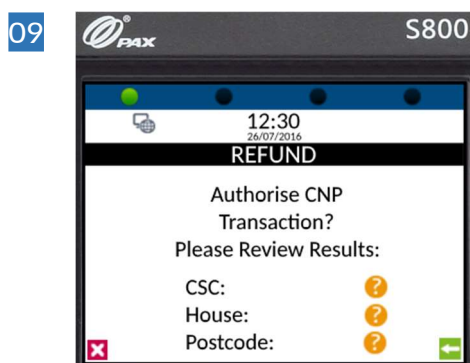 09
PAX®
S800
12:30
26/07/2016
REFUND
Authorise CNP
Transaction?
Please Review Results:
CSC: ?
House: ?
Postcode: ?